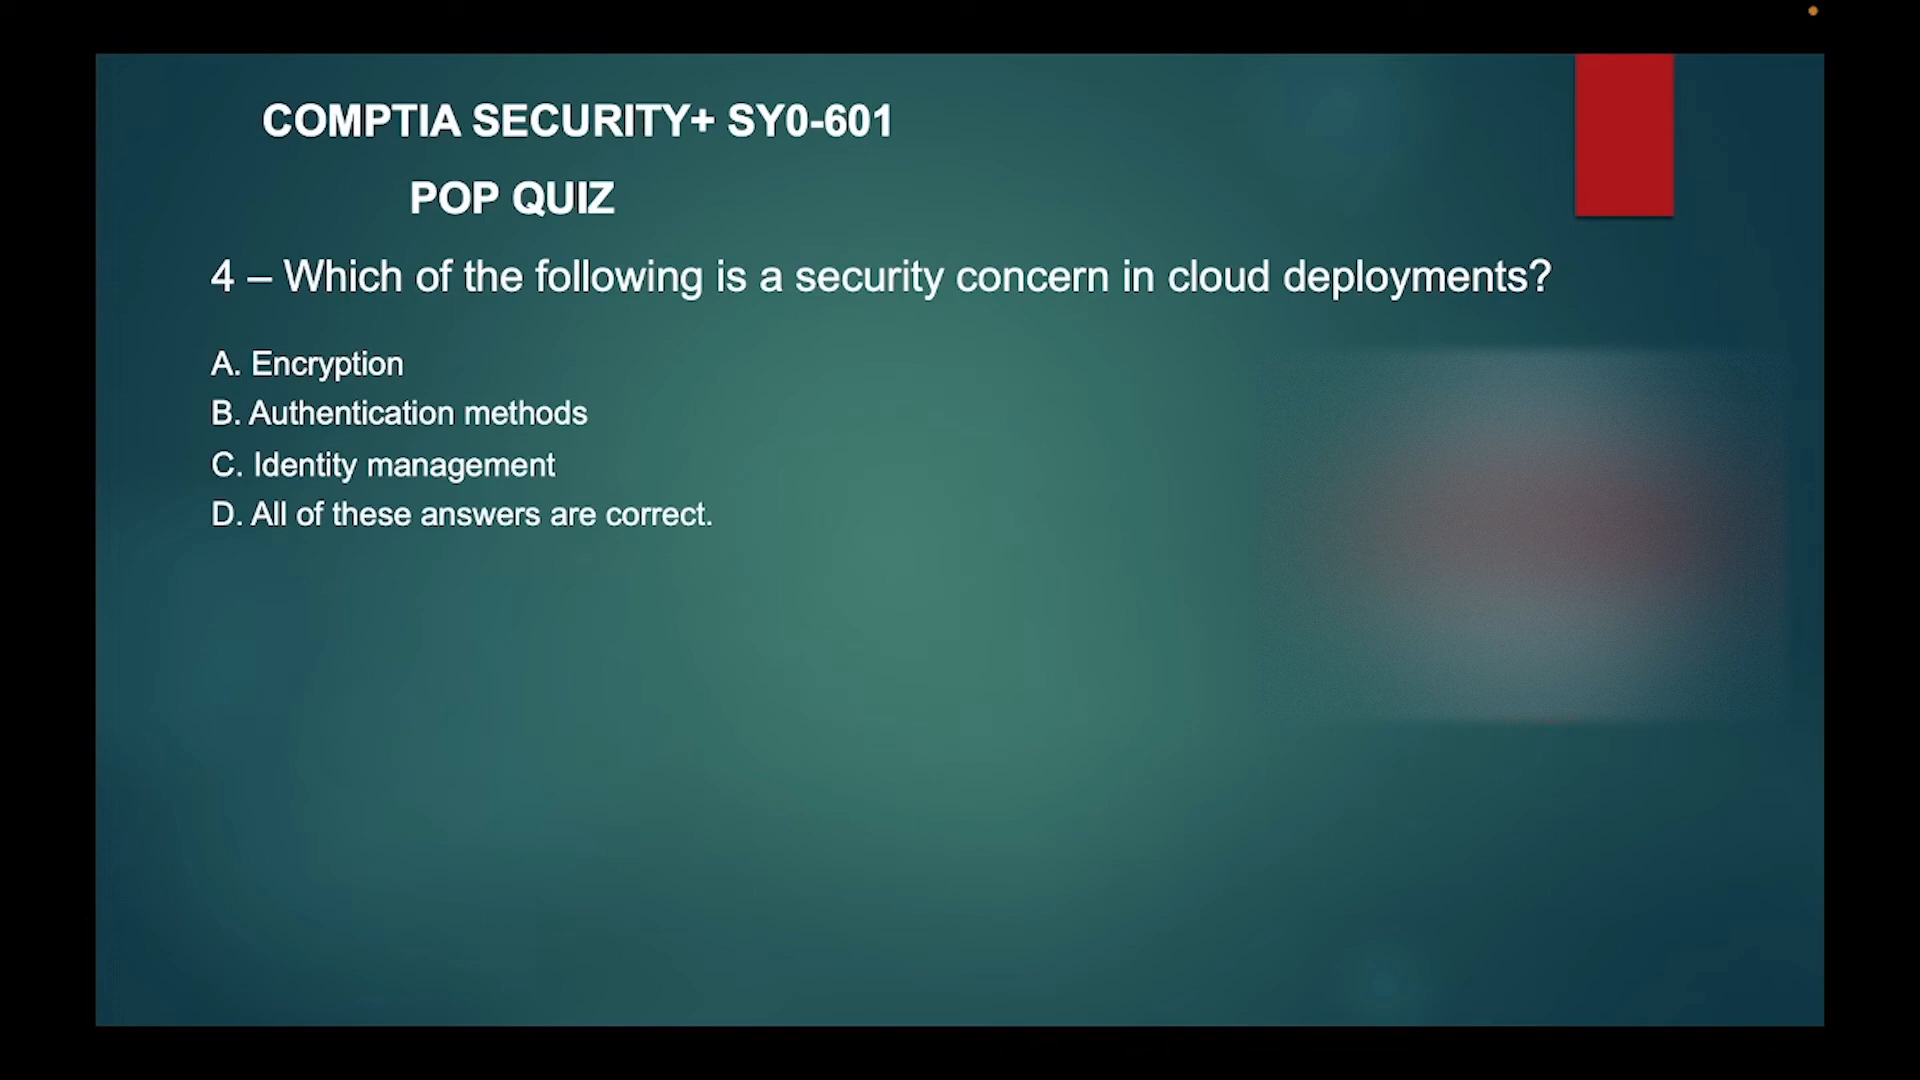 COMPTIA SECURITY+ SY0-601
POP QUIZ
4 – Which of the following is a security concern in cloud deployments?
A. Encryption
B. Authentication methods
C. Identity management
D. All of these answers are correct.